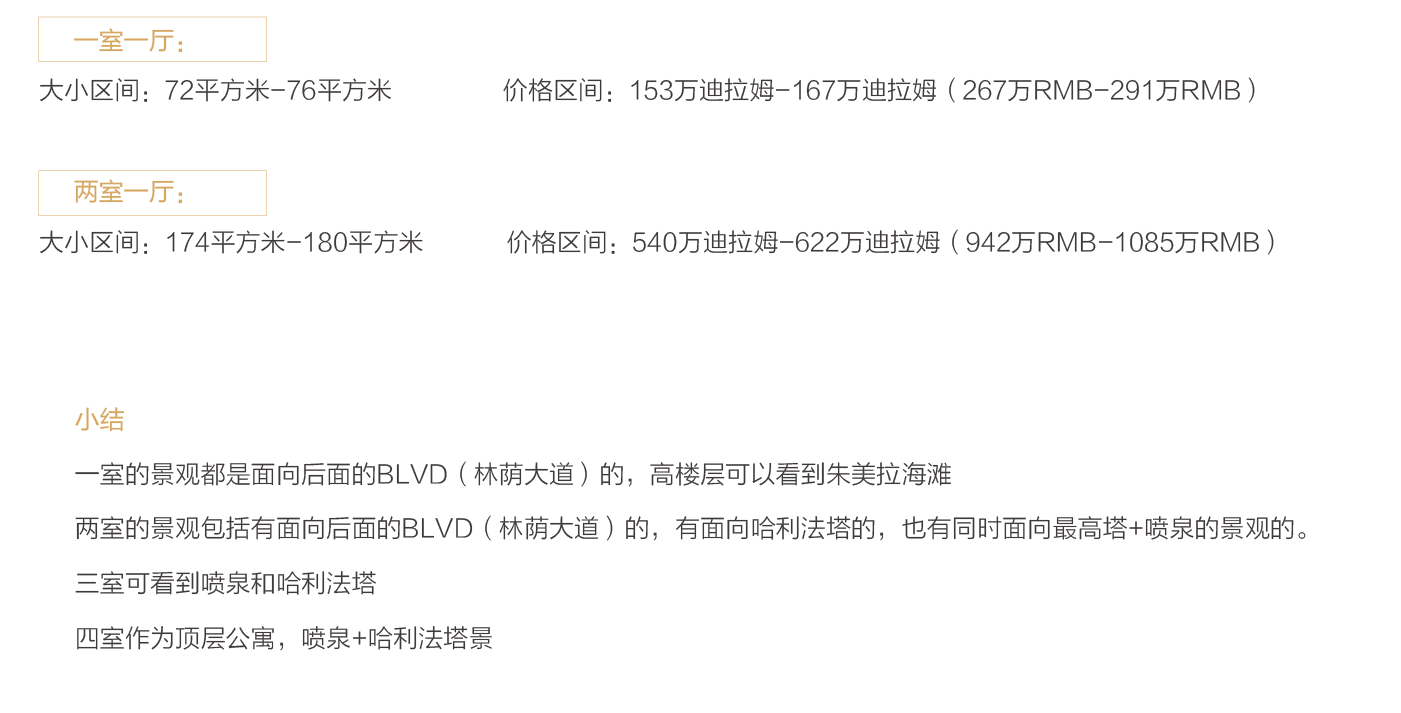 一室一厅：
大小区间：72平方米-76平方米 价格区间：153万迪拉姆-167万迪拉姆（267万RMB-291万RMB）
两室一厅：
大小区间：174平方米-180平方米 价格区间：540万迪拉姆-622万迪拉姆（942万RMB-1085万RMB）
小结
一室的景观都是面向后面的BLVD（林荫大道）的，高楼层可以看到朱美拉海滩
两室的景观包括有面向后面的BLVD（林荫大道）的，有面向哈利法塔的，也有同时面向最高塔+喷泉的景观的。
三室可看到喷泉和哈利法塔
四室作为顶层公寓，喷泉+哈利法塔景